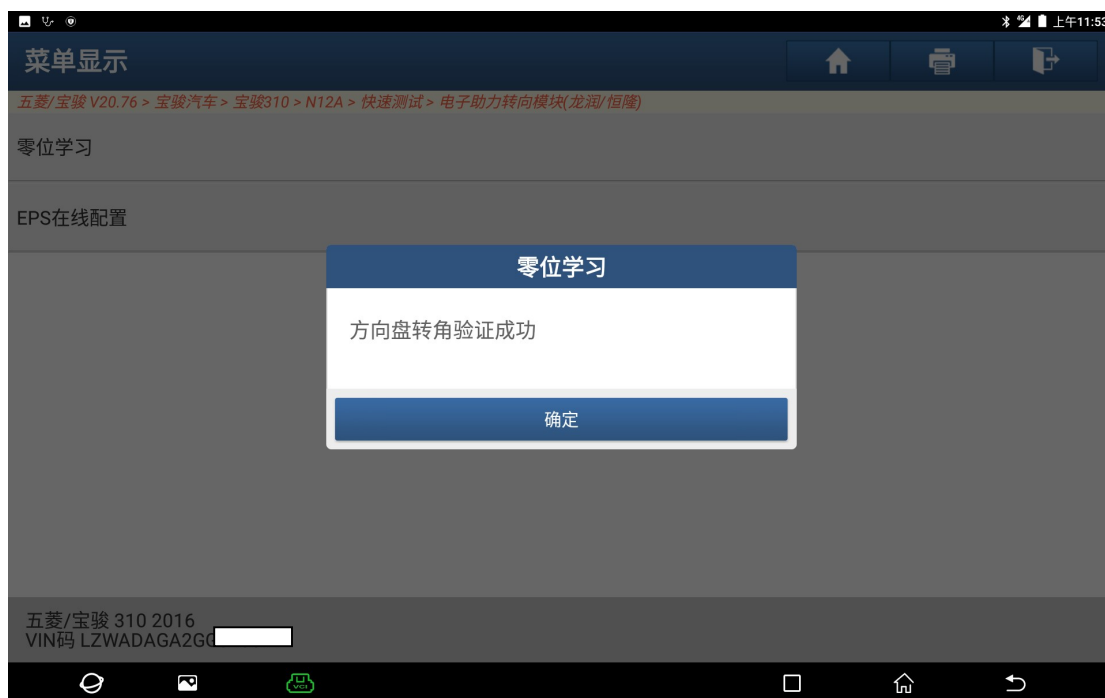 上午11:53
菜单显示
五菱/宝骏 V20.76 > 宝骏汽车 > 宝骏310 > N12A > 快速测试 > 电子助力转向模块(龙润/恒隆)
零位学习
EPS在线配置
零位学习
方向盘转角验证成功
确定
五菱/宝骏 310 2016
VIN码 LZWADAGA2G
VCI